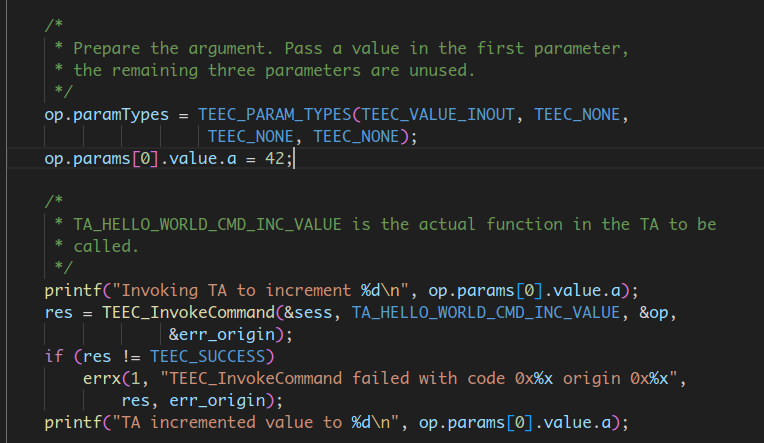 /*
 * Prepare the argument. Pass a value in the first parameter,
 * the remaining three parameters are unused.
 */
op.paramTypes = TEEC_PARAM_TYPES(TEEC_VALUE_INOUT, TEEC_NONE,
                 TEEC_NONE, TEEC_NONE);
op.params[0].value.a = 42;
/*
 * TA_HELLO_WORLD_CMD_INC_VALUE is the actual function in the TA to be
 * called.
 */
printf("Invoking TA to increment %d\n", op.params[0].value.a);
res = TEEC_InvokeCommand(&sess, TA_HELLO_WORLD_CMD_INC_VALUE, &op,
             &err_origin);
if (res != TEEC_SUCCESS)
    errx(1, "TEEC_InvokeCommand failed with code 0x%x origin 0x%x",
        res, err_origin);
printf("TA incremented value to %d\n", op.params[0].value.a);